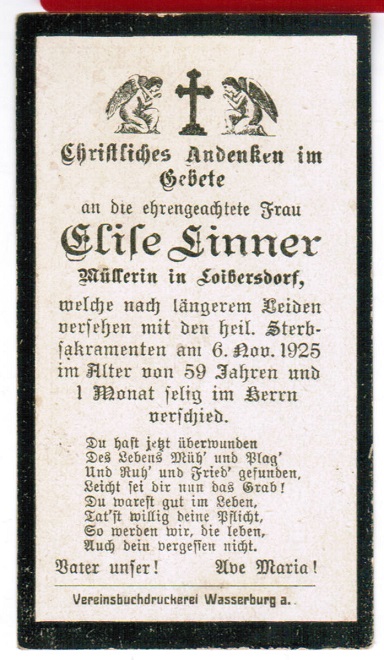 Christliches Andenken im
Gebete
an die ehrengeachtete Frau
Elise Linner
Müllerin in Loibersdorf,
welche nach längerem Leiden
versehen mit den heil. Sterb-
sakramenten am 6. Nov. 1925
im Alter von 59 Jahren und
1 Monat selig im Herrn
verschied.
Du hast jetzt überwunden
Des Lebens Müh' und Plag'
Und Ruh' und Fried' gefunden,
Leicht sei dir nun das Grab!
Du warest gut im Leben,
Tat'st willig deine Pflicht,
So werden wir, die leben,
Auch dein vergessen nicht.
Vater unser! Ave Maria!
Vereinsbuchdruckerei Wasserburg a.